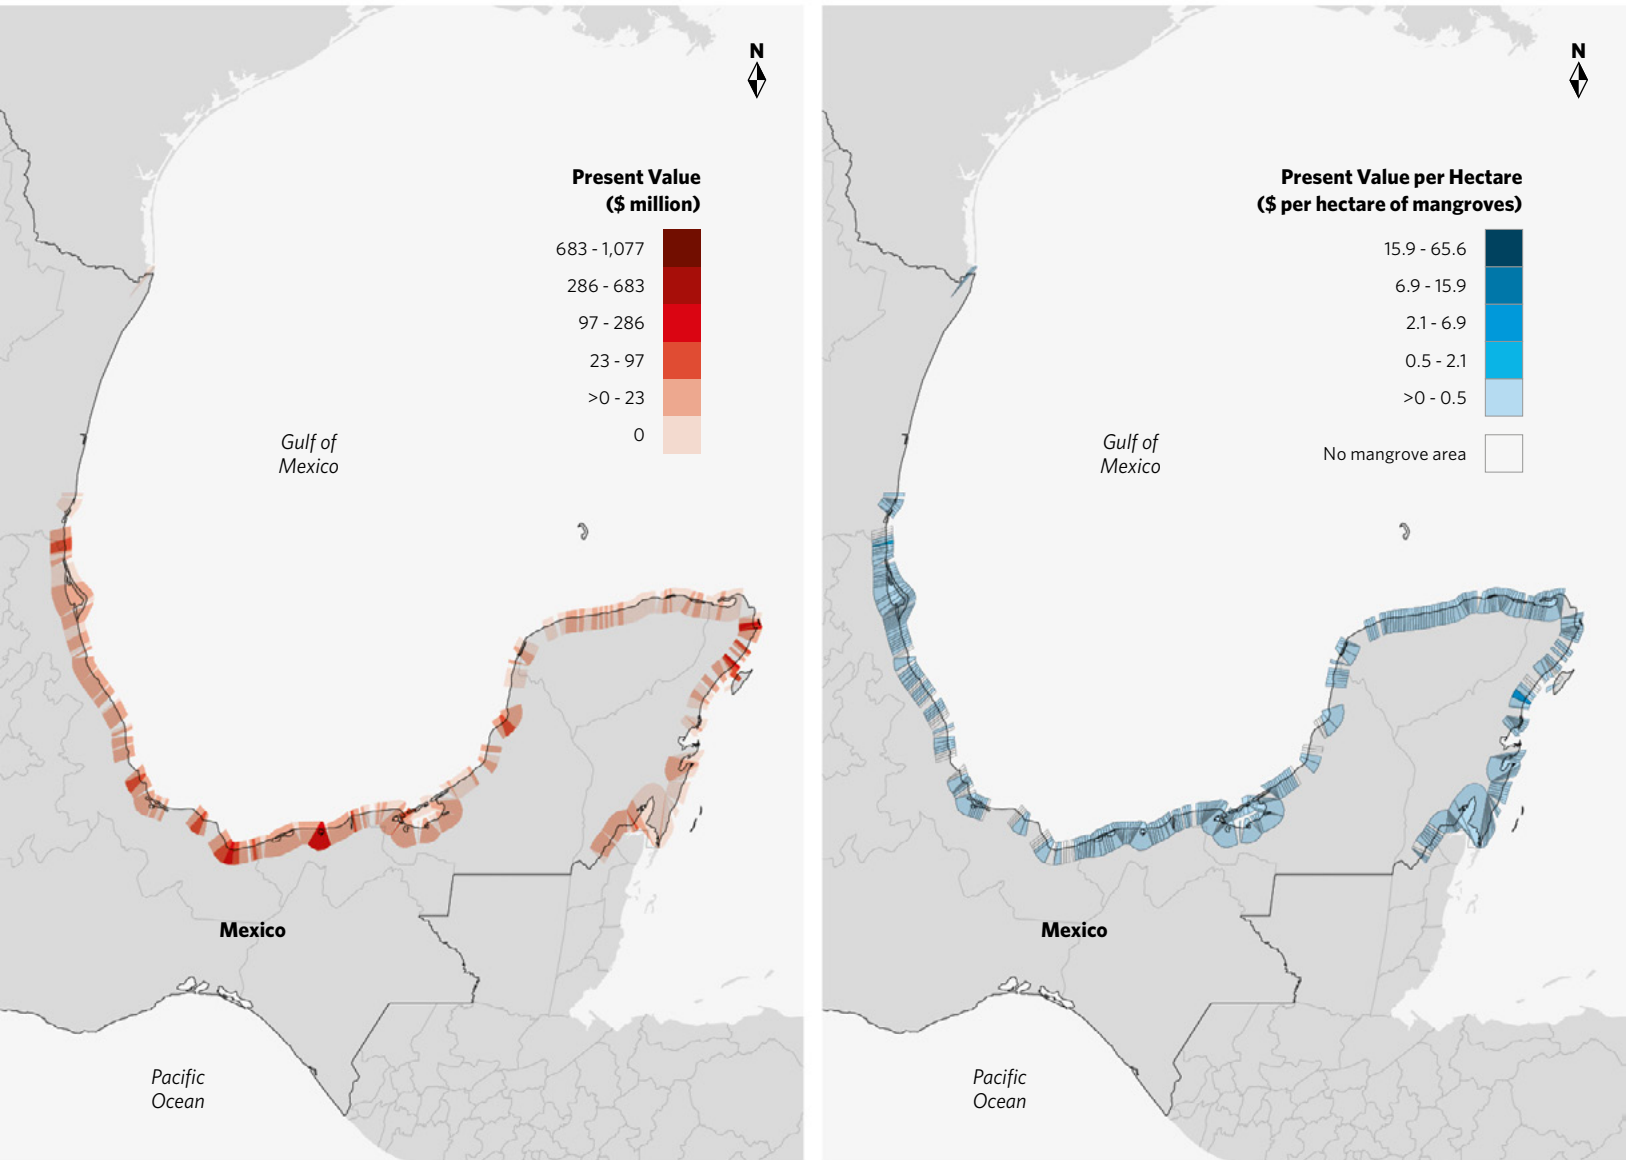 N
Present Value
($ million)
683 - 1,077
286 - 683
97 - 286
23 - 97
>0 - 23
0
Gulf of
Mexico
Mexico
Pacific
Ocean
N
Present Value per Hectare
($ per hectare of mangroves)
15.9 - 65.6
6.9 - 15.9
2.1 - 6.9
0.5 - 2.1
>0 - 0.5
No mangrove area
Gulf of
Mexico
Mexico
Pacific
Ocean